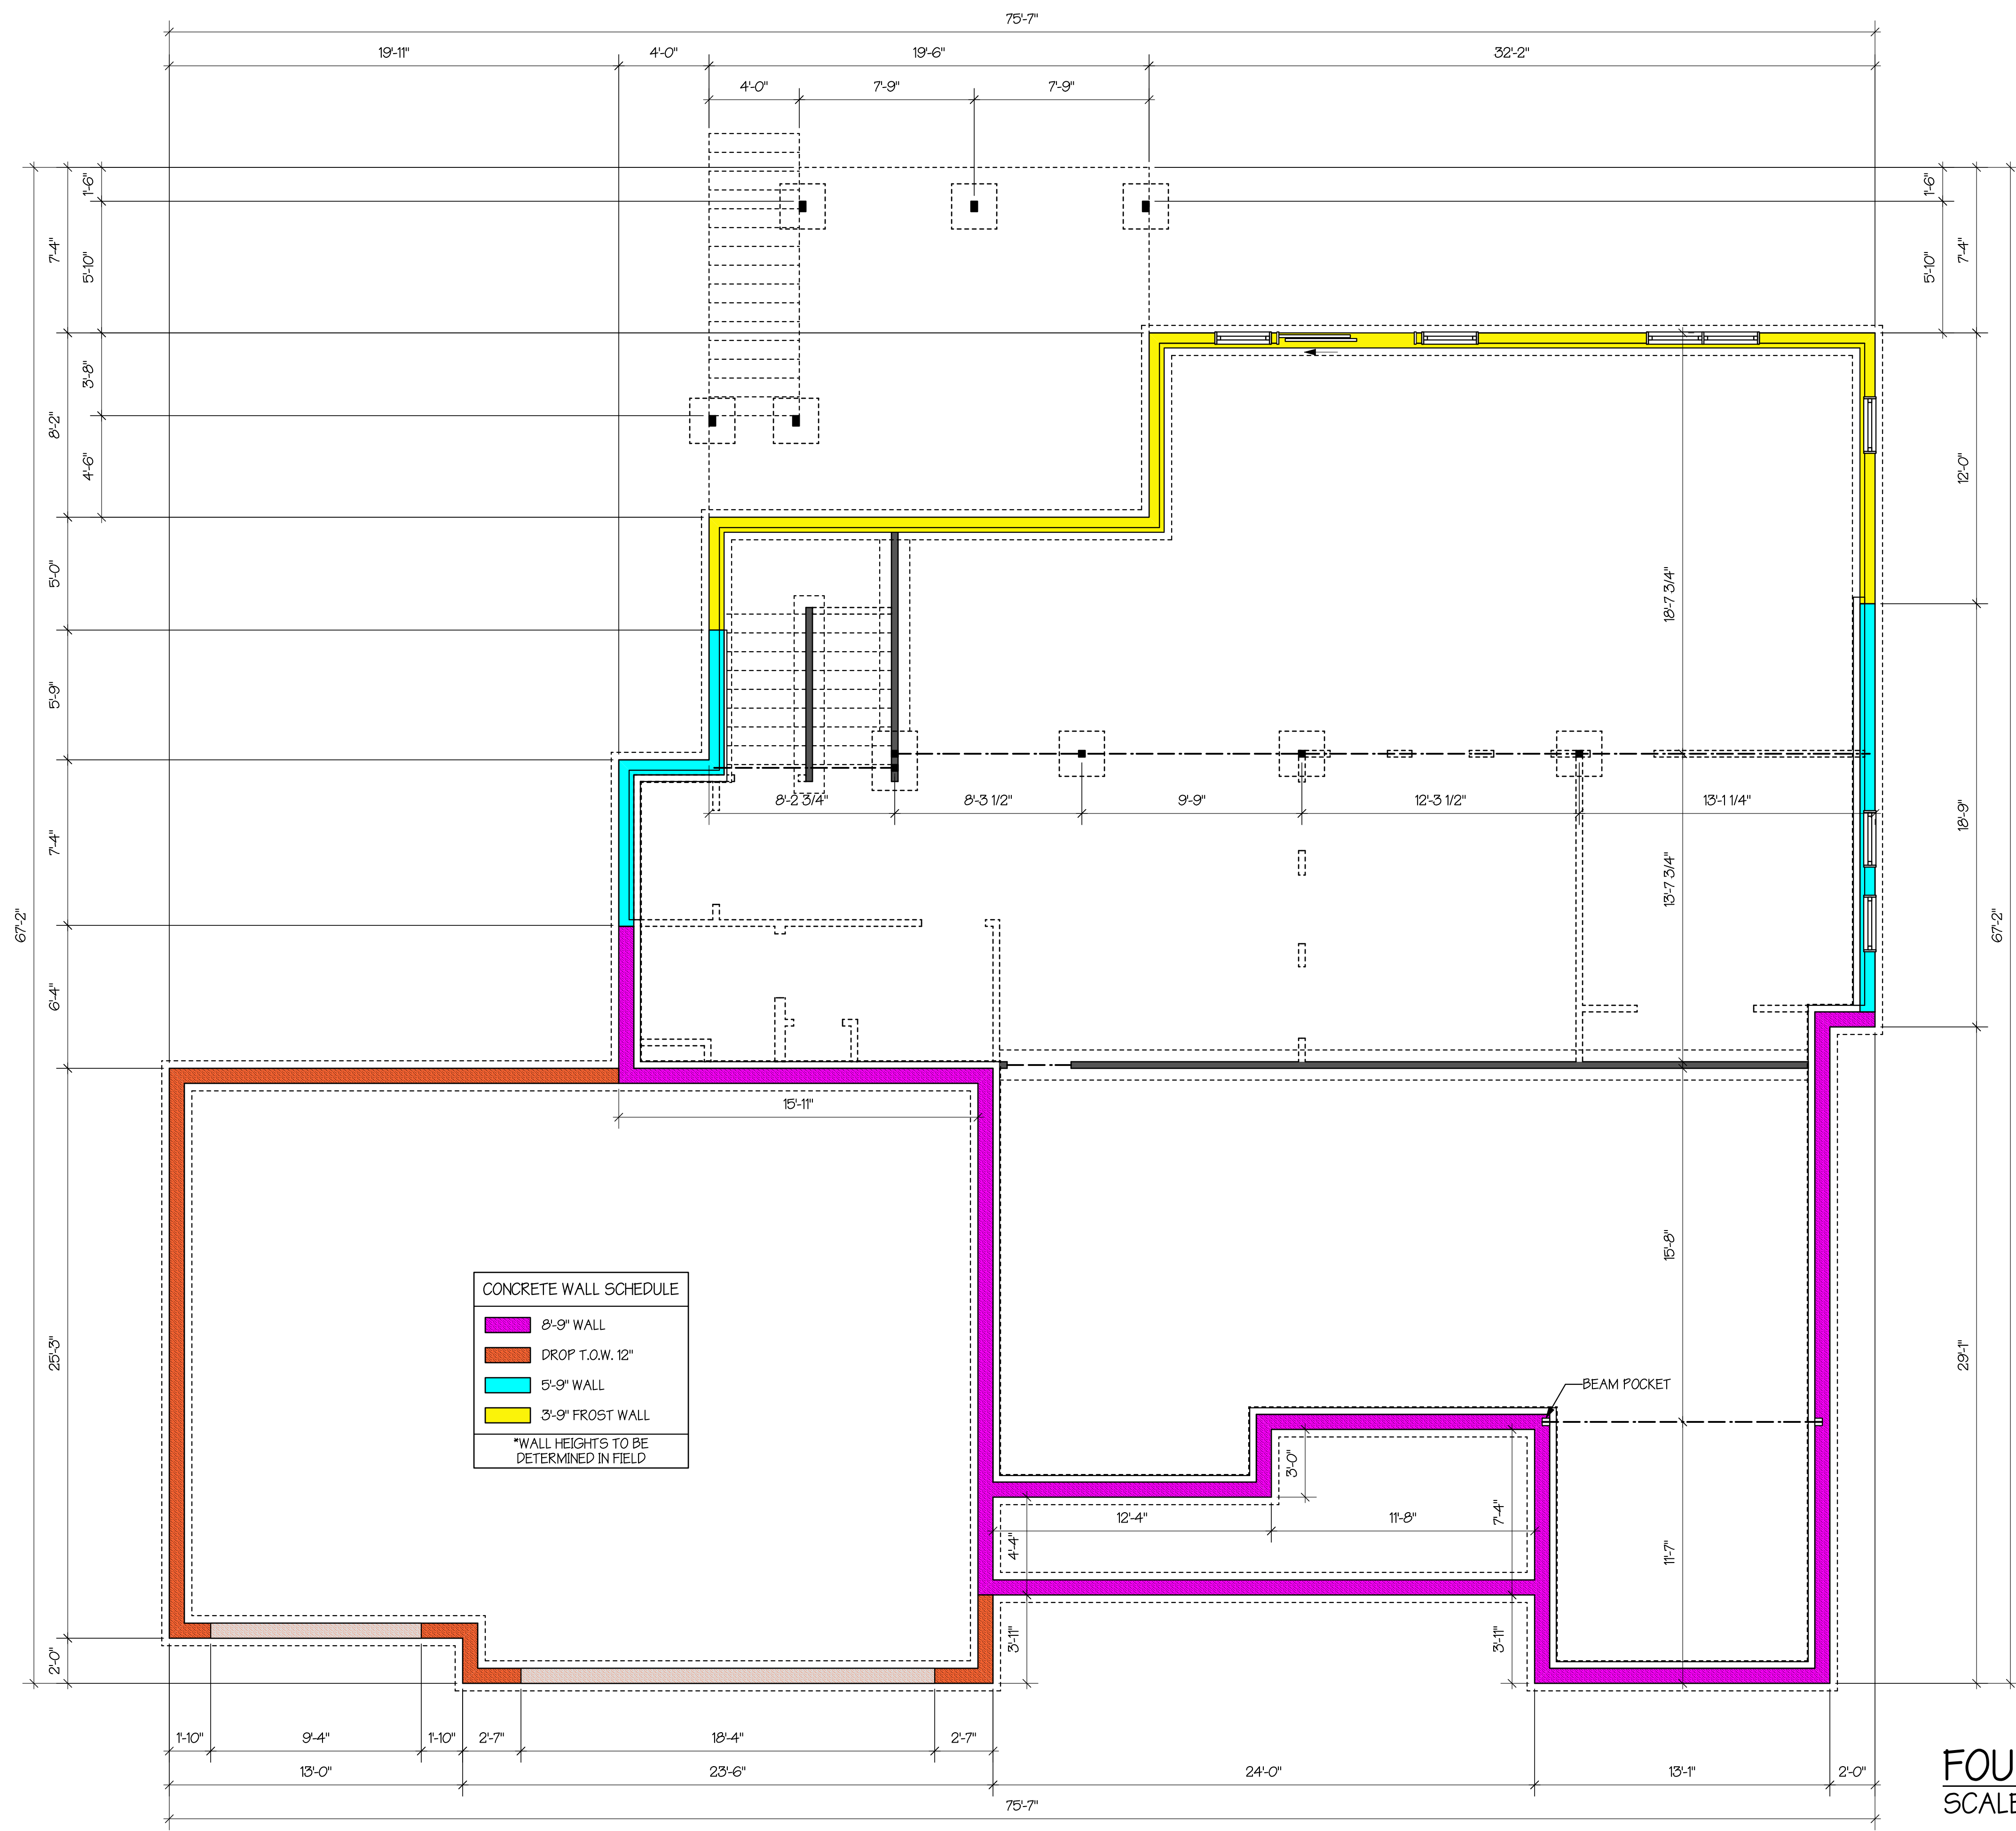 75'-7"
19'-11" 4'-0" 19'-6" 32'-2"
4'-0" 7'-9" 7'-9"
1'-6"
1'-6"
7'-4"
5'-10"
7'-4"
5'-10"
3'-8"
8'-2"
4'-6"
12'-0"
5'-0"
18'-7 3/4"
5'-9"
8'-2 3/4" 8'-3 1/2" 9'-9" 12'-3 1/2" 13'-1 1/4"
18'-9"
7'-4"
13'-7 3/4"
67'-2"
67'-2"
6'-4"
15'-11"
15'-8"
CONCRETE WALL SCHEDULE
8'-9" WALL
DROP T.O.W. 12"
5'-9" WALL
3'-9" FROST WALL
*WALL HEIGHTS TO BE
DETERMINED IN FIELD
25'-3"
29'-1"
BEAM POCKET
3'-0"
12'-4" 11'-8"
7'-4"
4'-4"
11'-7"
3'-11"
3'-11"
2'-0"
1'-10" 9'-4" 1'-10" 2'-7" 18'-4" 2'-7"
13'-0" 23'-6" 24'-0" 13'-1" 2'-0"
75'-7"
FOU
SCALE